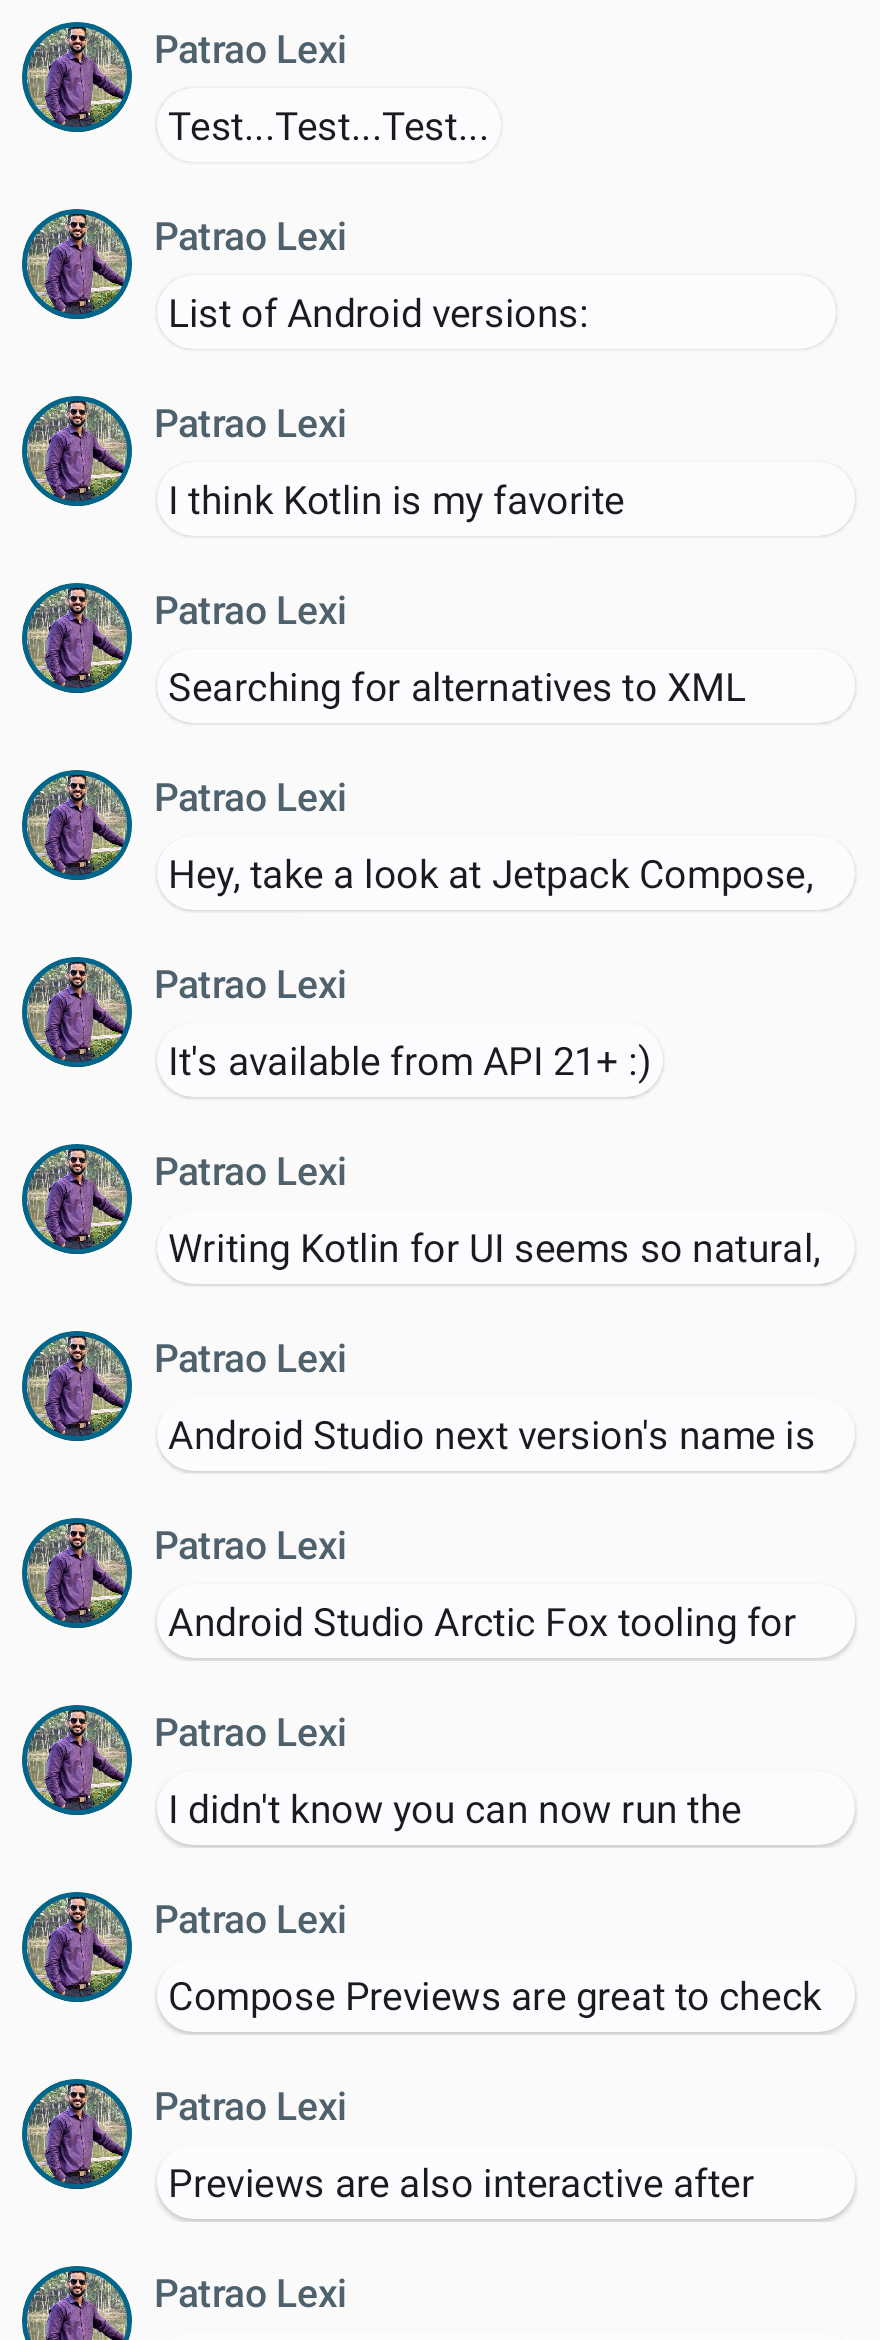 Patrao Lexi
Test...Test...Test...
Patrao Lexi
List of Android versions:
Patrao Lexi
I think Kotlin is my favorite
Patrao Lexi
Searching for alternatives to XML
Patrao Lexi
Hey, take a look at Jetpack Compose,
Patrao Lexi
It's available from API 21+ :)
Patrao Lexi
Writing Kotlin for UI seems so natural,
Patrao Lexi
Android Studio next version's name is
Patrao Lexi
Android Studio Arctic Fox tooling for
Patrao Lexi
I didn't know you can now run the
Patrao Lexi
Compose Previews are great to check
Patrao Lexi
Previews are also interactive after
Patrao Lexi